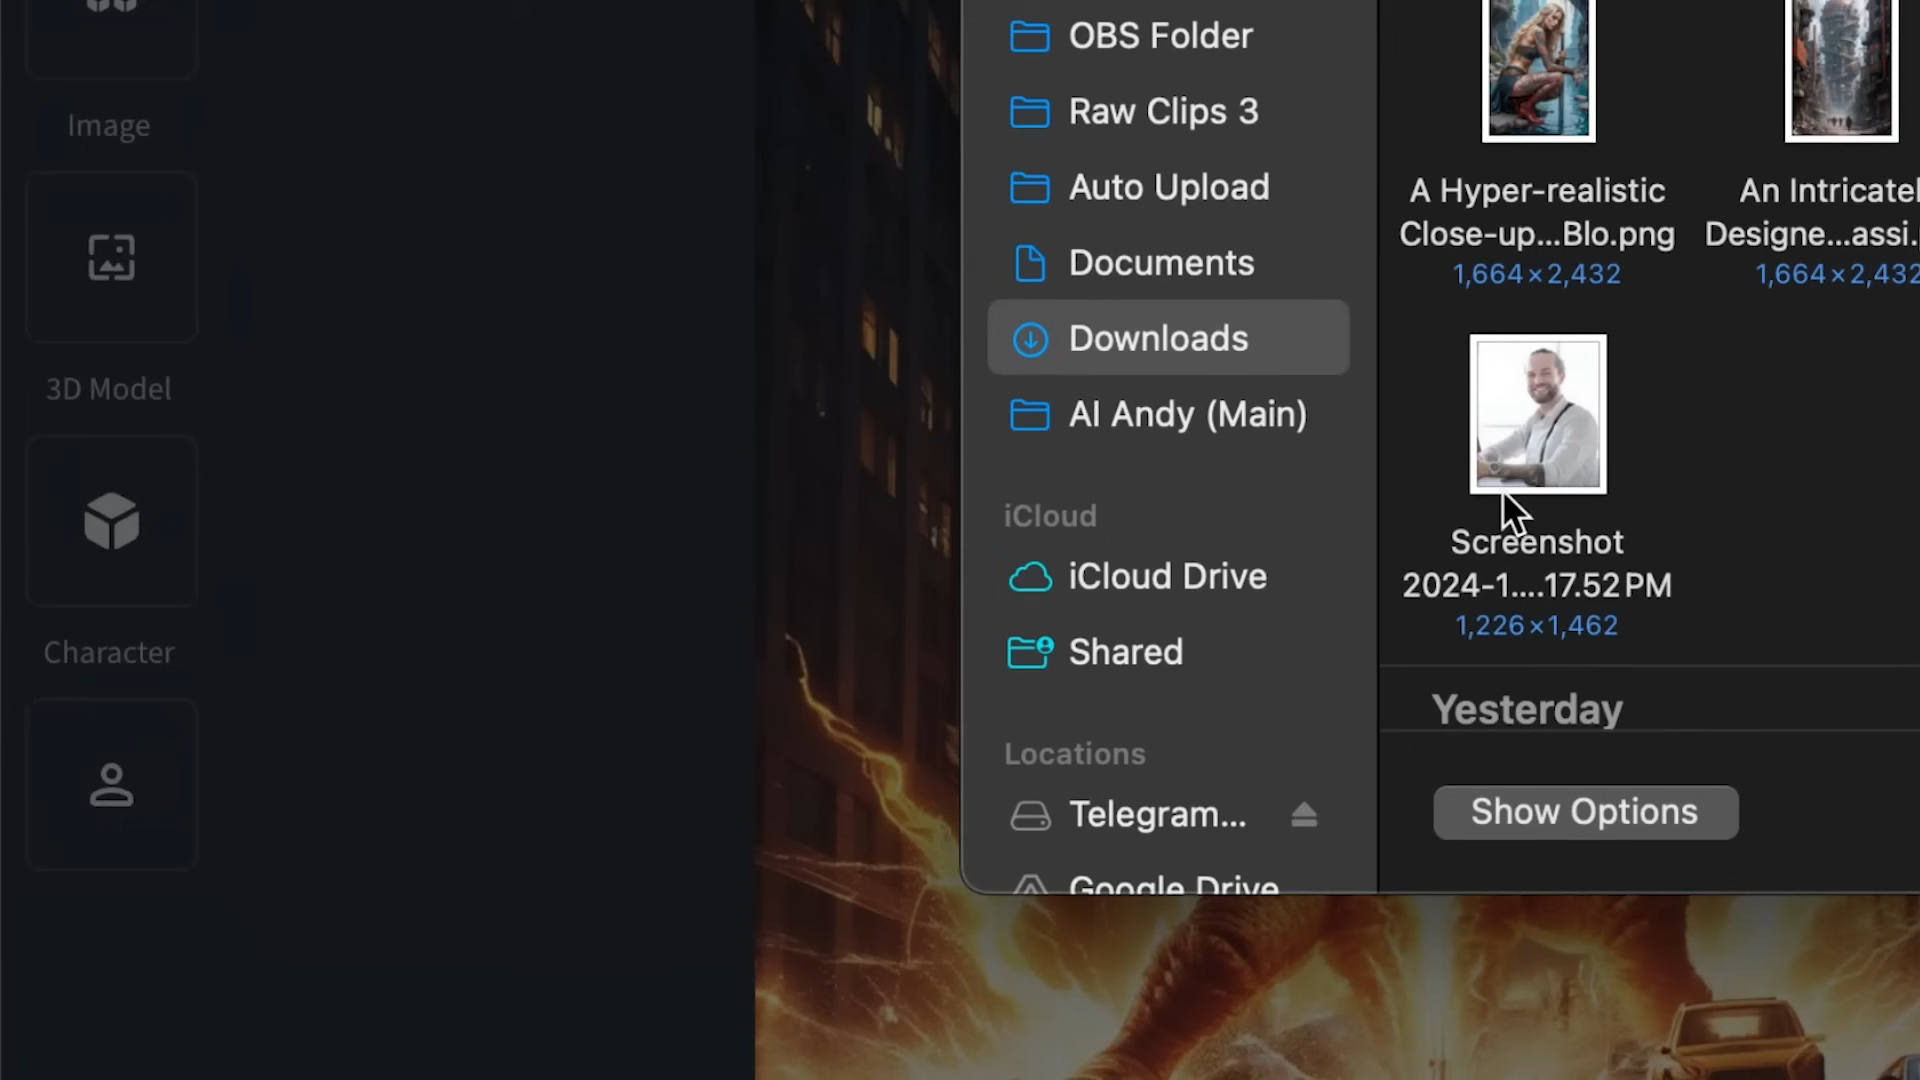 Image
3D Model
Character
OBS Folder
Raw Clips 3
Auto Upload
Documents
Downloads
AI Andy (Main)
iCloud
iCloud Drive
Shared
Locations
Telegram...
Google Drive
A Hyper-realistic
Close-up...Blo.png
1,664×2,432
An Intricatel
Designe...assi.
1,664×2,432
Screenshot
2024-1....17.52 PM
1,226×1,462
Yesterday
Show Options